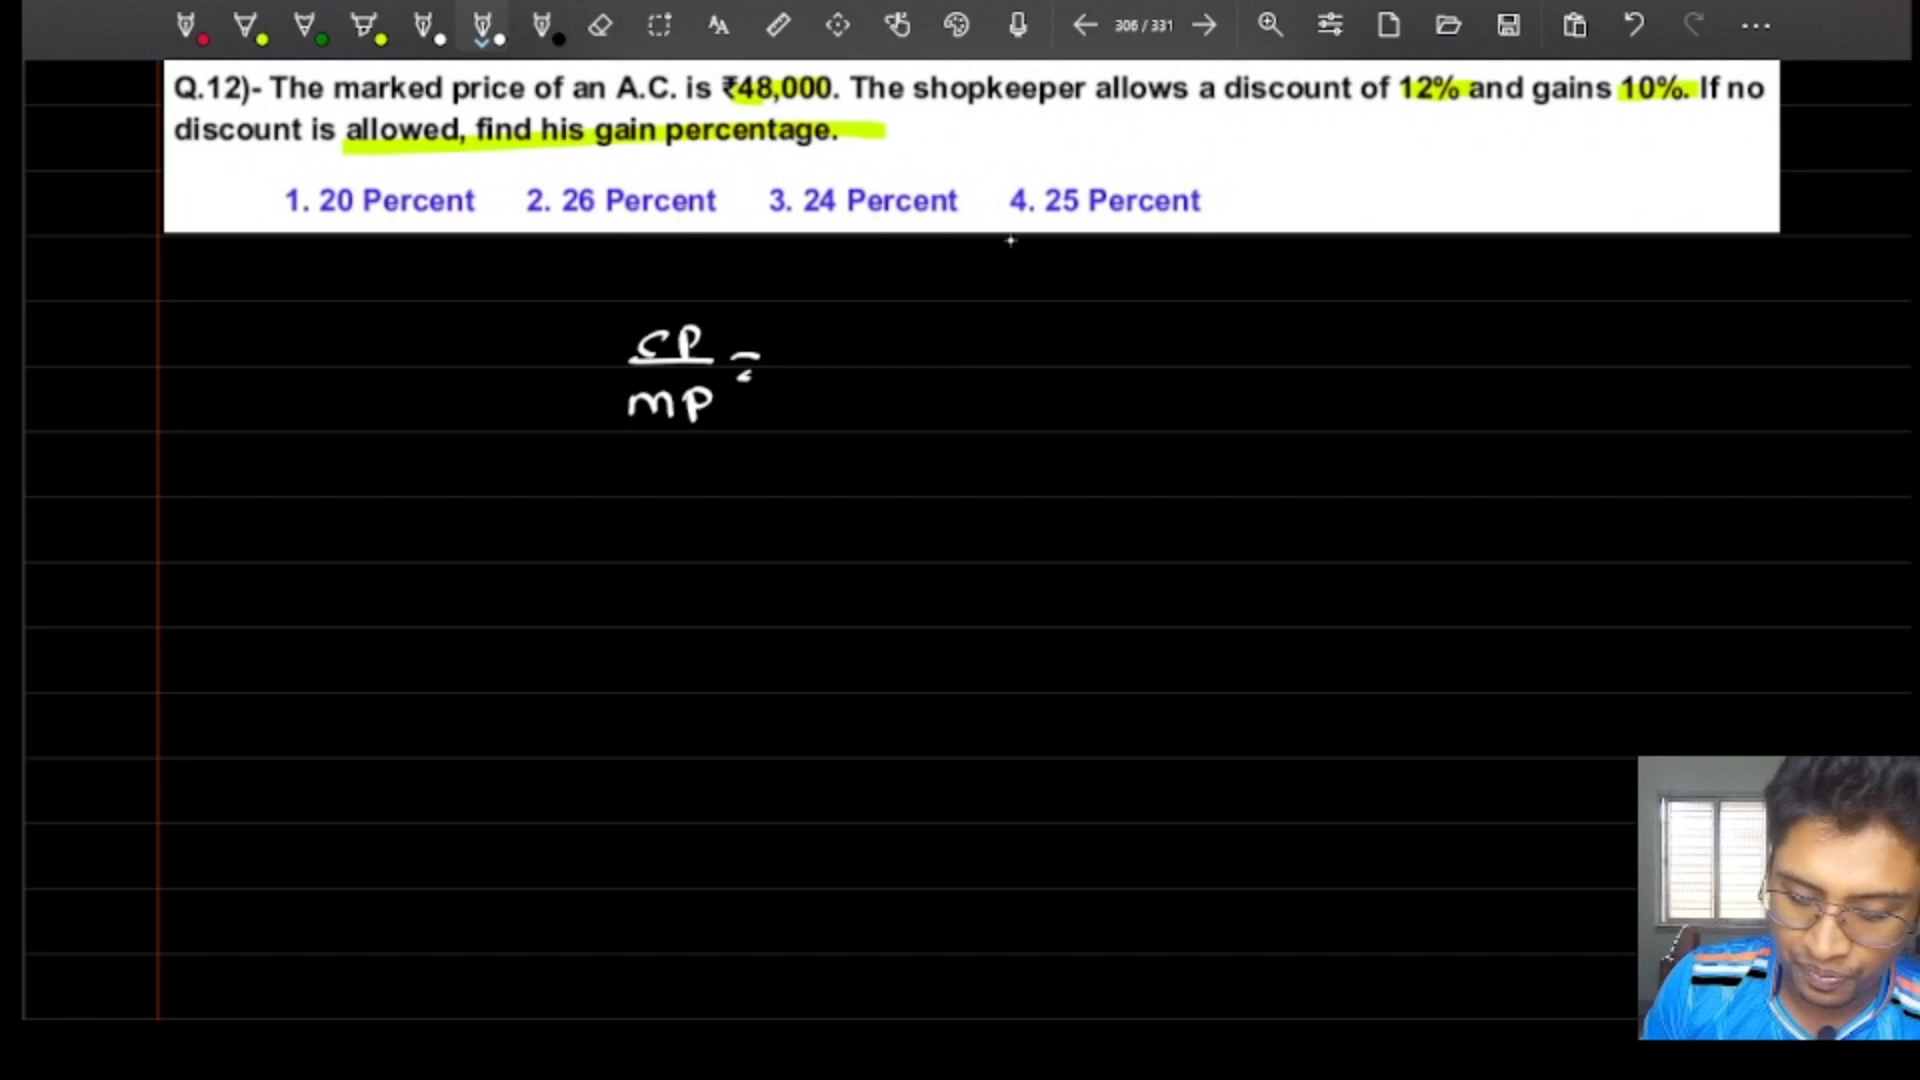 306 / 331
Q.12)- The marked price of an A.C. is ₹48,000. The shopkeeper allows a discount of 12% and gains 10%. If no
discount is allowed, find his gain percentage.
1. 20 Percent 2. 26 Percent 3. 24 Percent 4. 25 Percent
CP
=
MP